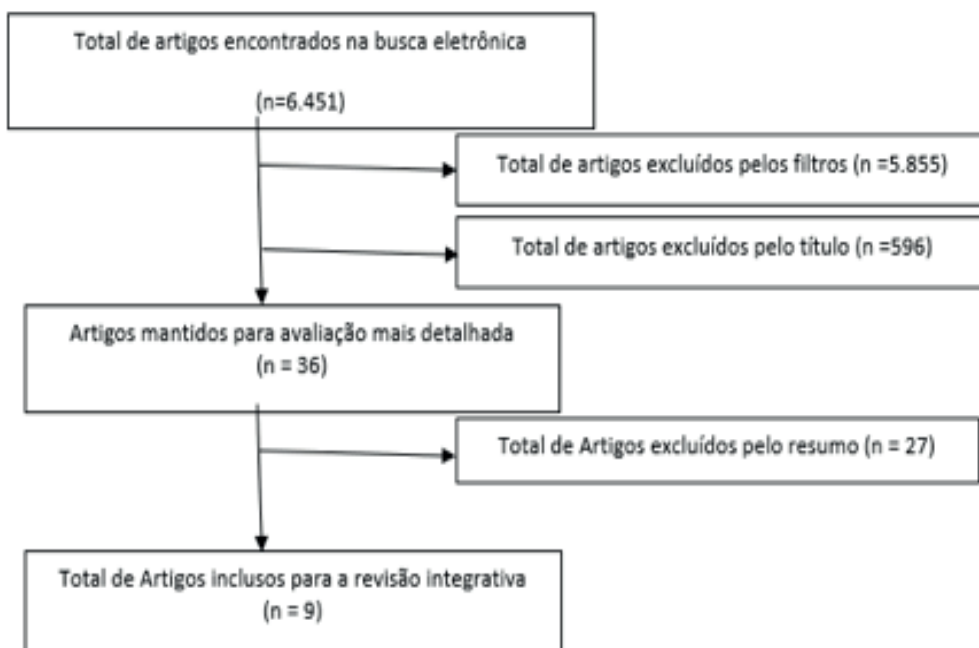 Total de artigos encontrados na busca eletrônica
(n=6.451)
Total de artigos excluídos pelos filtros (n =5.855)
Total de artigos excluídos pelo título (n =596)
Artigos mantidos para avaliação mais detalhada
(n = 36)
Total de Artigos excluídos pelo resumo (n = 27)
Total de Artigos inclusos para a revisão integrativa
(n = 9)